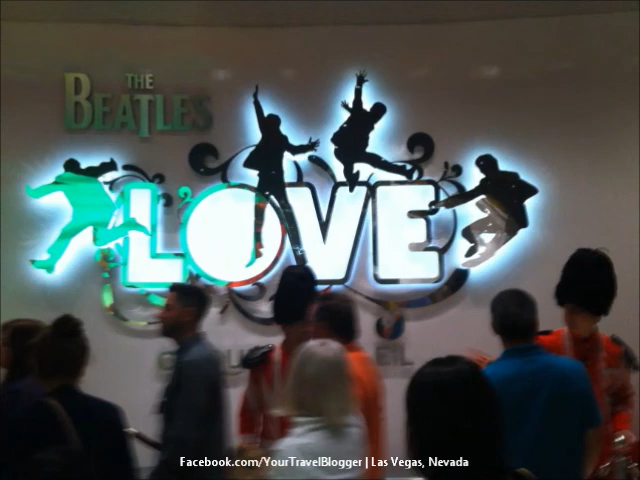 THE
BEATLES
LOVE
Facebook.com/YourTravelBlogger | Las Vegas, Nevada